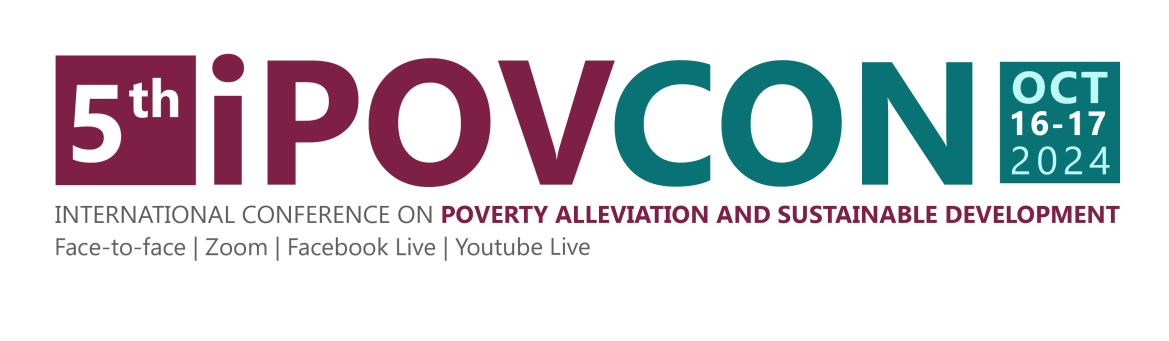 5th iPOVCON OCT 16-17 2024
INTERNATIONAL CONFERENCE ON POVERTY ALLEVIATION AND SUSTAINABLE DEVELOPMENT
Face-to-face | Zoom | Facebook Live | Youtube Live